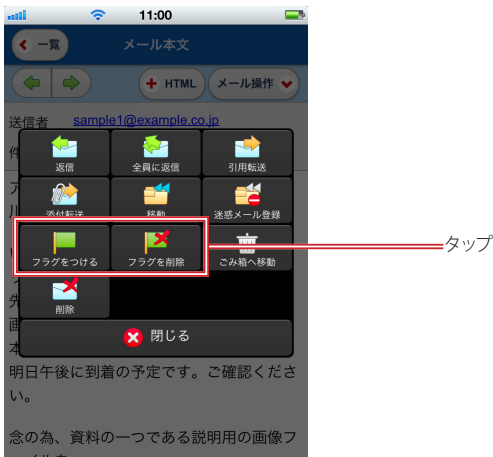 11:00
一覧
メール本文
HTML
メール操作
送信者 sample1@example.co.jp
件
返信
全員に返信
引用転送
ア
添付転送
移動
迷惑メール登録
フラグをつける
フラグを削除
ごみ箱へ移動
タップ
先
削除
画
閉じる
本
明日午後に到着の予定です。ご確認くださ
い。
念の為、資料の一つである説明用の画像フ